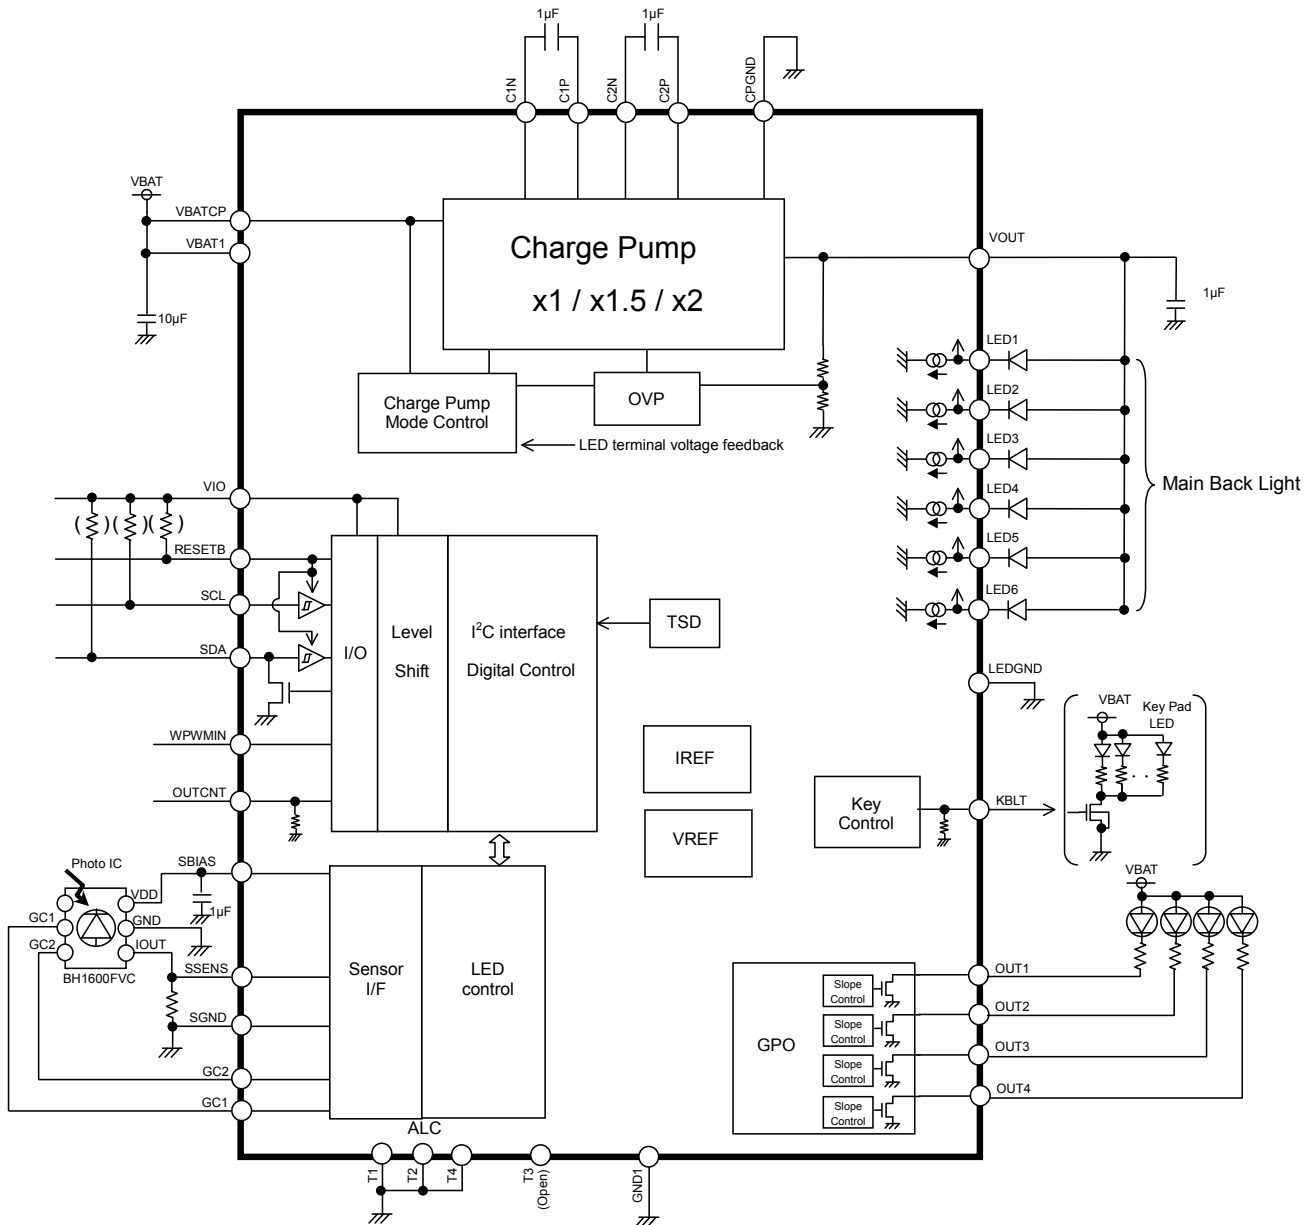 1µF
1µF
C1N
C1P
C2N
C2P
CPGND
VBAT
VBATCP
VBAT1
10µF
Charge Pump
x1 / x1.5 / x2
VOUT
1µF
Charge Pump
Mode Control
OVP
LED terminal voltage feedback
LED1
LED2
LED3
LED4
LED5
LED6
Main Back Light
VIO
( ) ( ) ( )
RESETB
SCL
SDA
WPWMIN
OUTCNT
I/O
Level
Shift
I²C interface
Digital Control
TSD
IREF
VREF
LEDGND
VBAT
Key Pad
LED
. .
Key
Control
KBLT
Photo IC
SBIAS
VDD
1µF
GC1
GND
GC2
IOUT
BH1600FVC
SSENS
SGND
GC2
GC1
Sensor
I/F
LED
control
ALC
VBAT
GPO
Slope
Control
Slope
Control
Slope
Control
Slope
Control
OUT1
OUT2
OUT3
OUT4
T1
T2
T4
T3
(Open)
GND1